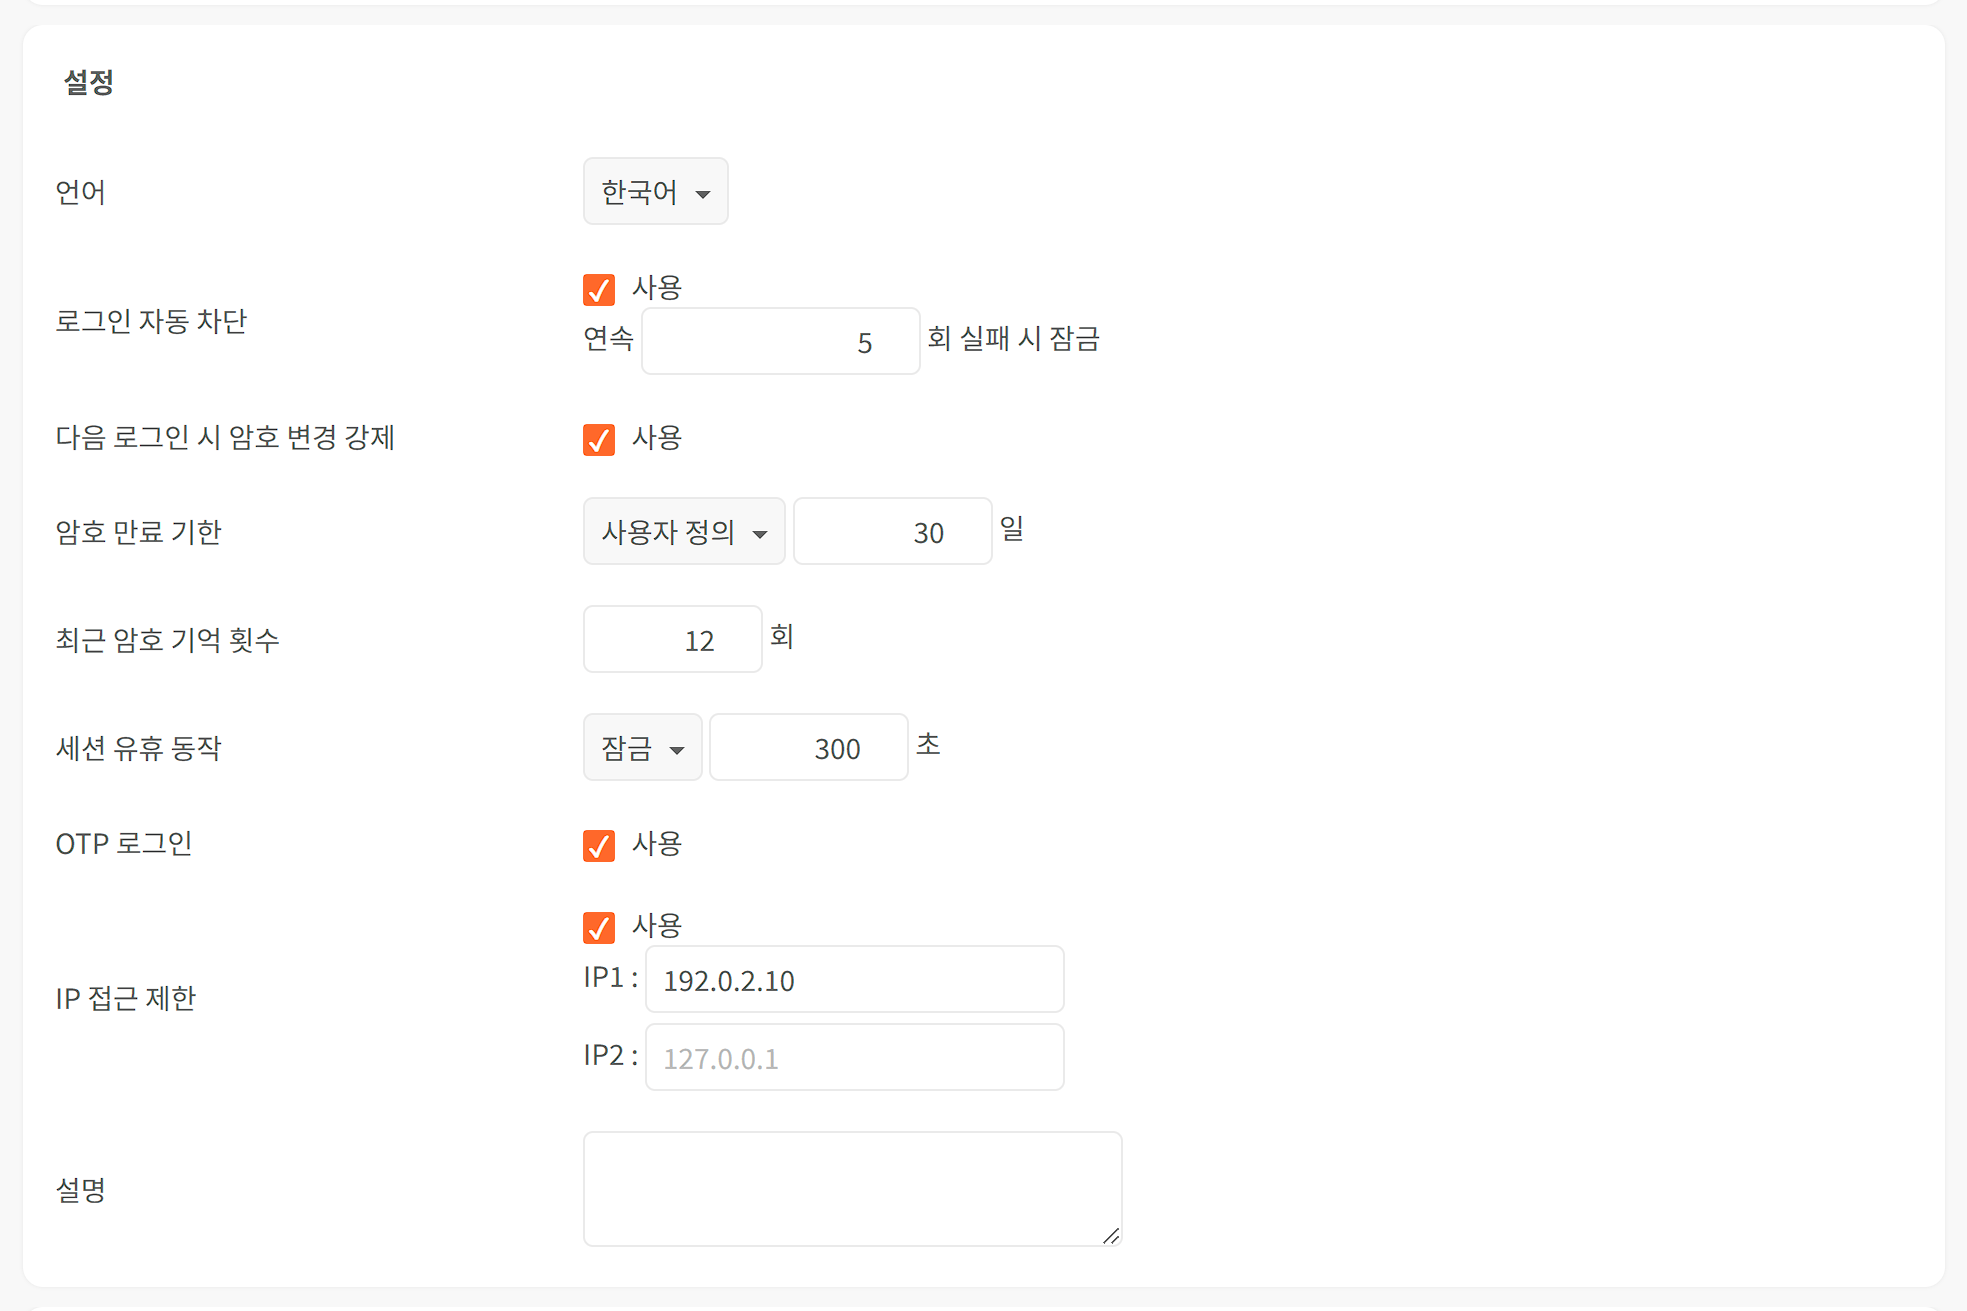 설정
언어 한국어
로그인 자동 차단 사용
연속 5 회 실패 시 잠금
다음 로그인 시 암호 변경 강제 사용
암호 만료 기한 사용자 정의 30 일
최근 암호 기억 횟수 12 회
세션 유휴 동작 잠금 300 초
OTP 로그인 사용
IP 접근 제한 사용
IP1 : 192.0.2.10
IP2 : 127.0.0.1
설명